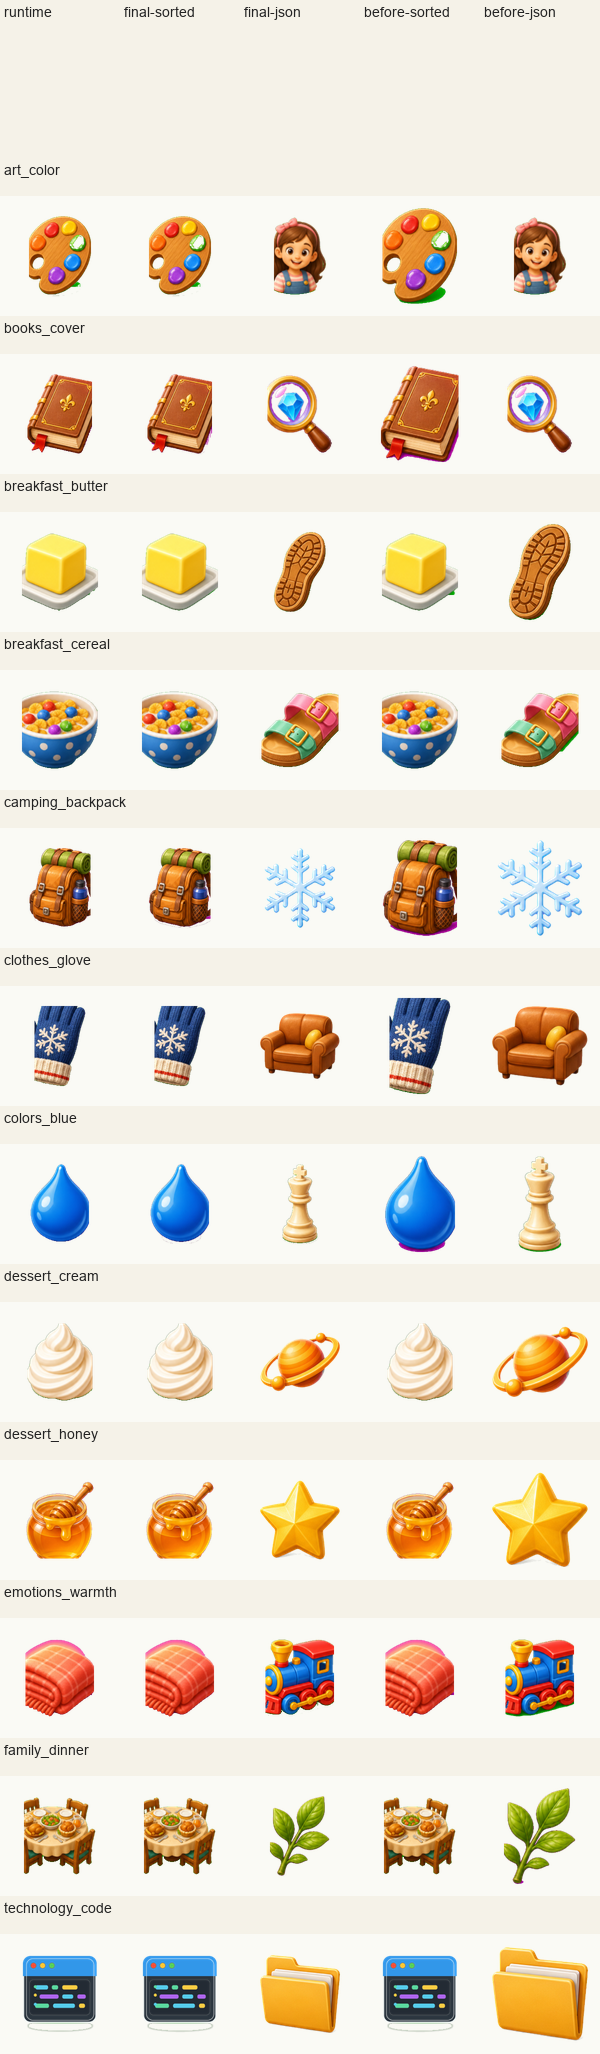 runtime final-sorted final-json before-sorted before-json
art_color
books_cover
breakfast_butter
breakfast_cereal
camping_backpack
clothes_glove
colors_blue
dessert_cream
dessert_honey
emotions_warmth
family_dinner
technology_code